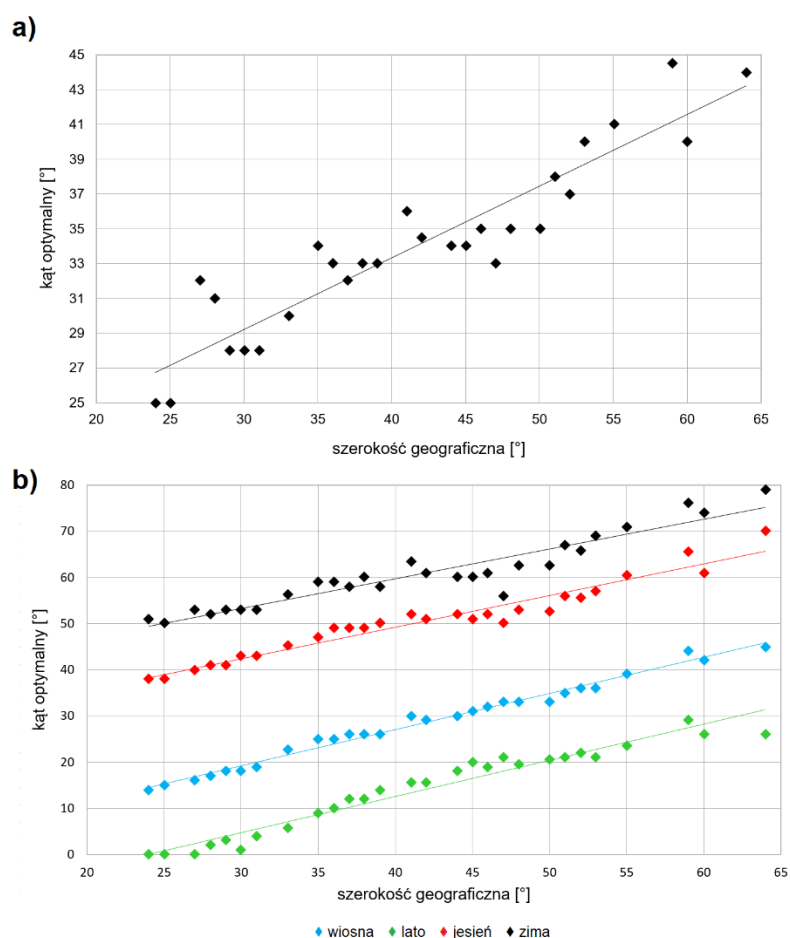 a)
45
43
41
39
37
35
33
31
29
27
25
kąt optymalny [°]
20 25 30 35 40 45 50 55 60 65
szerokość geograficzna [°]
b)
80
70
60
50
40
30
20
10
0
kąt optymalny [°]
20 25 30 35 40 45 50 55 60 65
szerokość geograficzna [°]
wiosna lato jesień zima